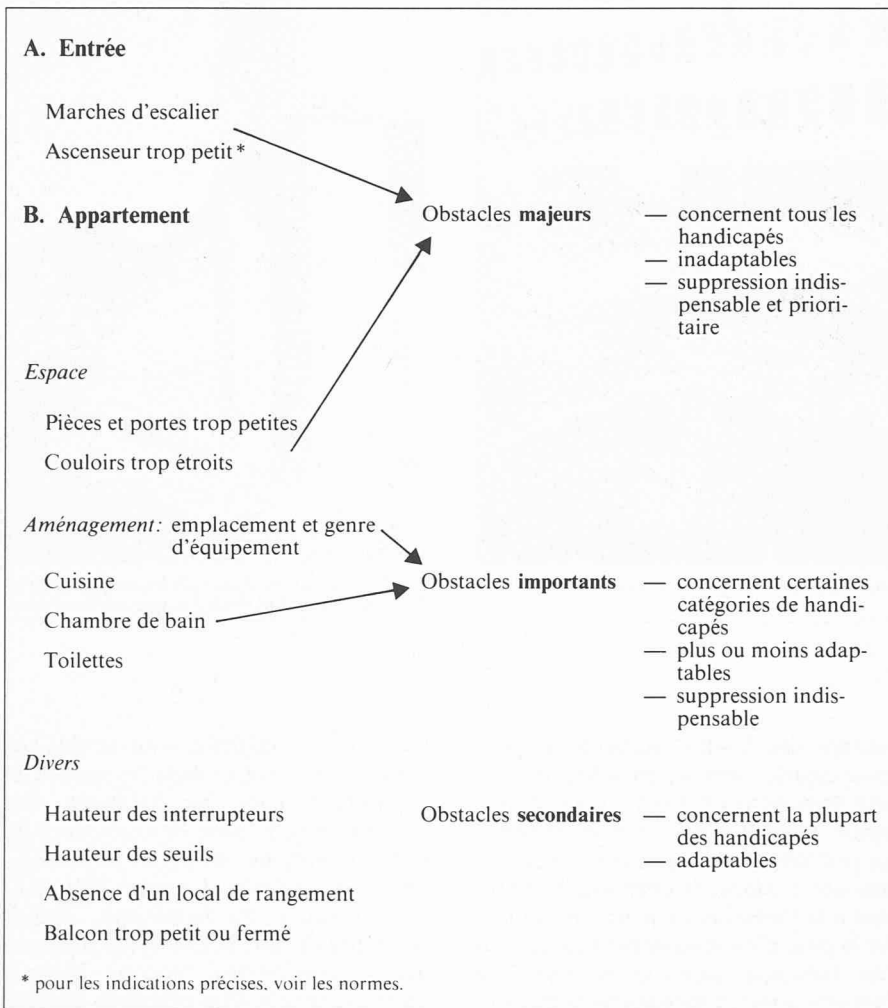 A. Entrée
Marches d'escalier
Ascenseur trop petit*
B. Appartement
Obstacles majeurs
— concernent tous les
handicapés
— inadaptables
— suppression indis-
pensable et priori-
taire
Espace
Pièces et portes trop petites
Couloirs trop étroits
Aménagement: emplacement et genre
d'équipement
Cuisine
Chambre de bain
Toilettes
Obstacles importants
— concernent certaines
catégories de handi-
capés
— plus ou moins adap-
tables
— suppression indis-
pensable
Divers
Hauteur des interrupteurs
Hauteur des seuils
Absence d'un local de rangement
Balcon trop petit ou fermé
Obstacles secondaires
— concernent la plupart
des handicapés
— adaptables
* pour les indications précises, voir les normes.